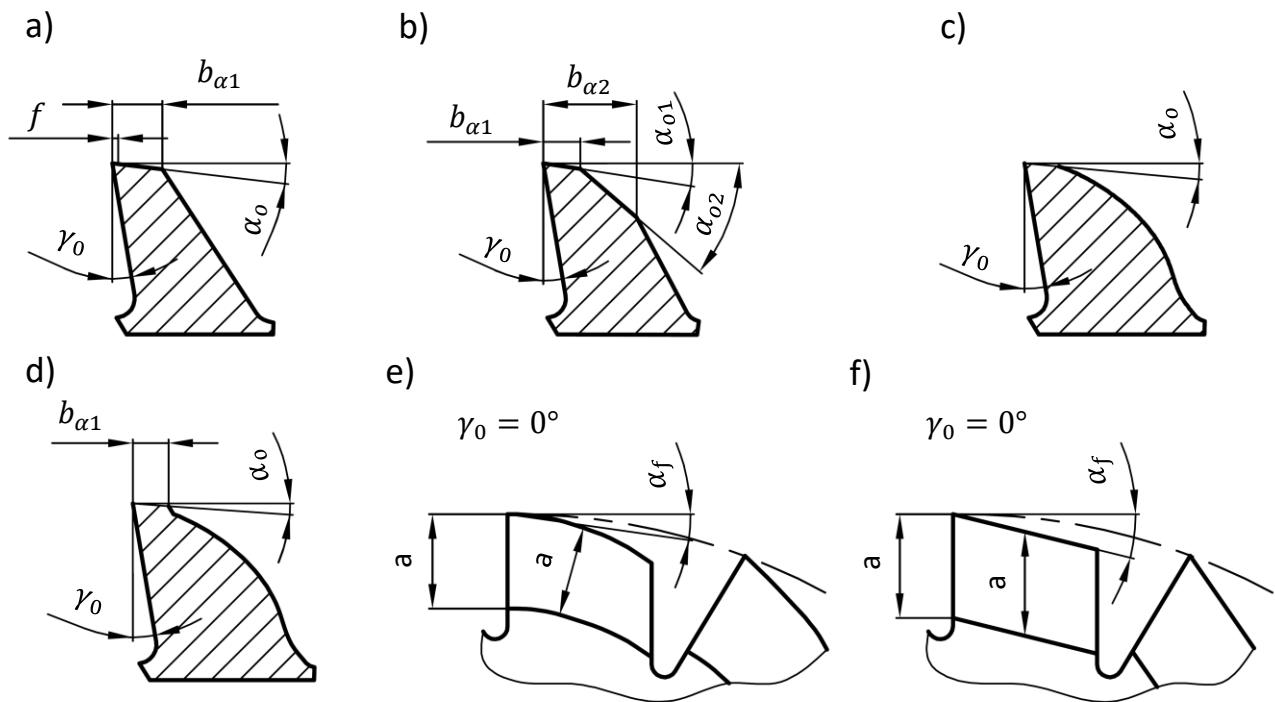 a)
b_{α1}
f
α_o
γ_0
b)
b_{α2}
b_{α1}
α_{o1}
α_{o2}
γ_0
c)
α_o
γ_0
d)
b_{α1}
α_o
γ_0
e)
γ_0 = 0°
α_f
a
a
f)
γ_0 = 0°
α_f
a
a